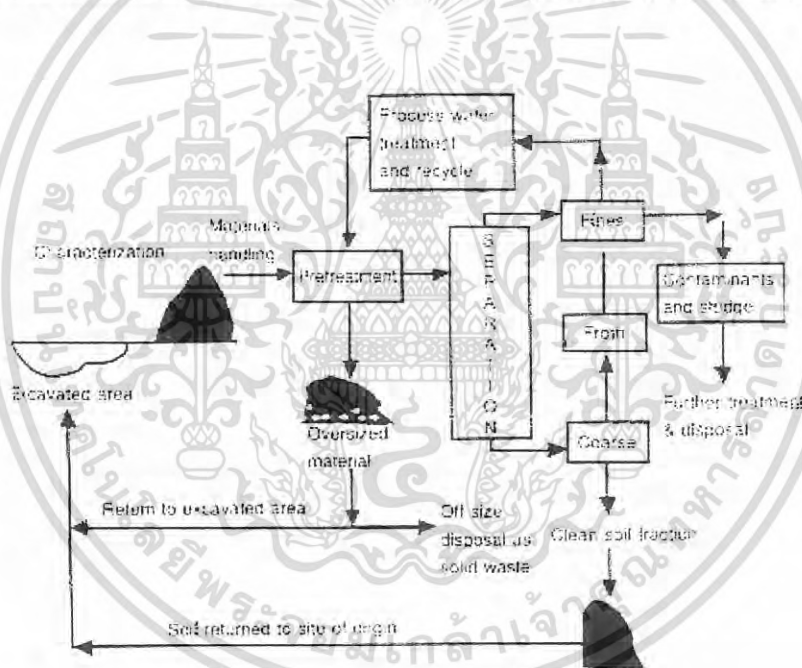 Process water
treatment
and recycle
Materials
handling
Characterization
Fines
Pretreatment
SEPARATION
Contaminants
and sludge
Froth
Excavated area
Oversized
material
Coarse
Further treatment
& disposal
Return to excavated area
Off size
disposal as
solid waste
Clean soil fraction
Soil returned to site of origin